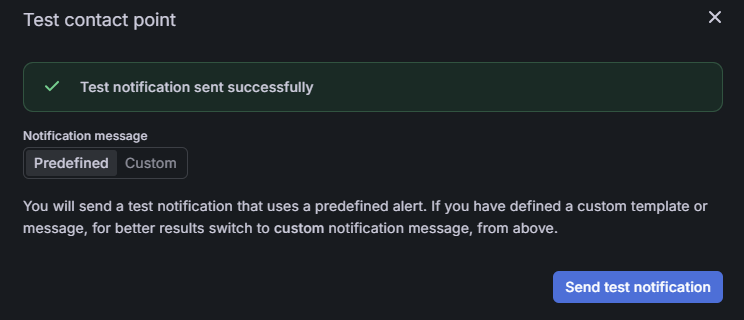 Test contact point
Test notification sent successfully
Notification message
Predefined Custom
You will send a test notification that uses a predefined alert. If you have defined a custom template or
message, for better results switch to custom notification message, from above.
Send test notification